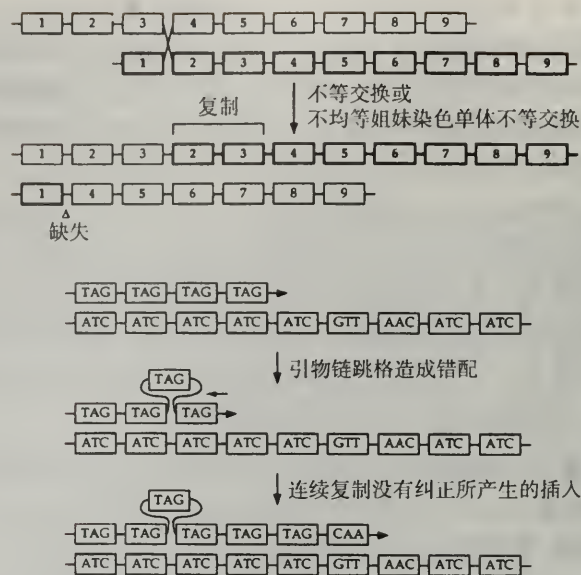 1 2 3 4 5 6 7 8 9
1 2 3 4 5 6 7 8 9
不等交换或
不均等姐妹染色单体不等交换
复制
1 2 3 2 3 4 5 6 7 8 9
1 4 5 6 7 8 9
Δ
缺失
TAG TAG TAG TAG
ATC ATC ATC ATC ATC GTT AAC ATC ATC
引物链跳格造成错配
TAG
TAG TAG TAG
ATC ATC ATC ATC ATC GTT AAC ATC ATC
连续复制没有纠正所产生的插入
TAG
TAG TAG TAG TAG TAG CAA
ATC ATC ATC ATC ATC GTT AAC ATC ATC